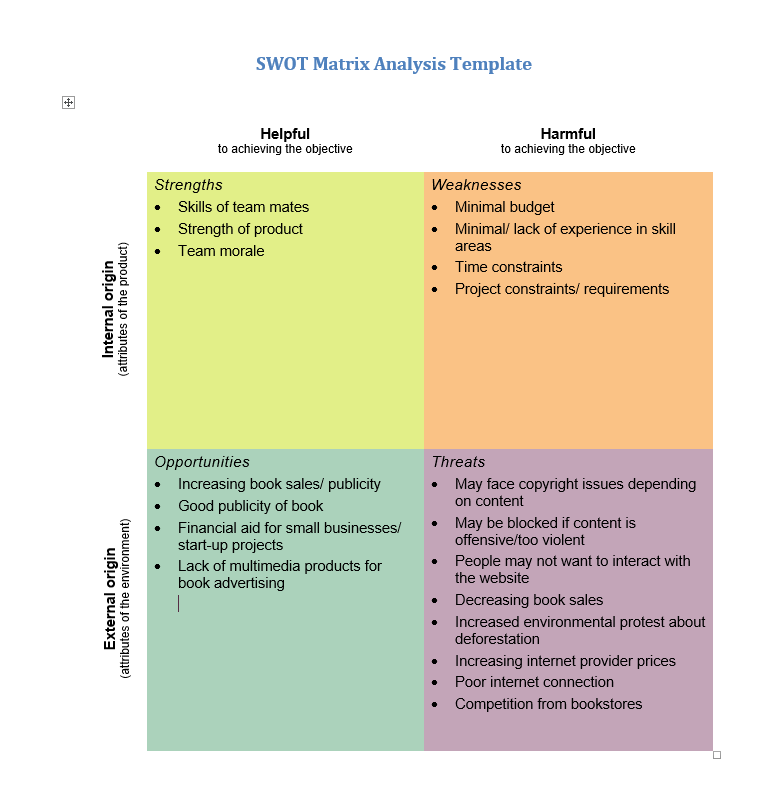 SWOT Matrix Analysis Template
Helpful
to achieving the objective
Harmful
to achieving the objective
Internal origin
(attributes of the product)
Strengths
• Skills of team mates
• Strength of product
• Team morale
Weaknesses
• Minimal budget
• Minimal/ lack of experience in skill
areas
• Time constraints
• Project constraints/ requirements
External origin
(attributes of the environment)
Opportunities
• Increasing book sales/ publicity
• Good publicity of book
• Financial aid for small businesses/
start-up projects
• Lack of multimedia products for
book advertising
Threats
• May face copyright issues depending
on content
• May be blocked if content is
offensive/too violent
• People may not want to interact with
the website
• Decreasing book sales
• Increased environmental protest about
deforestation
• Increasing internet provider prices
• Poor internet connection
• Competition from bookstores